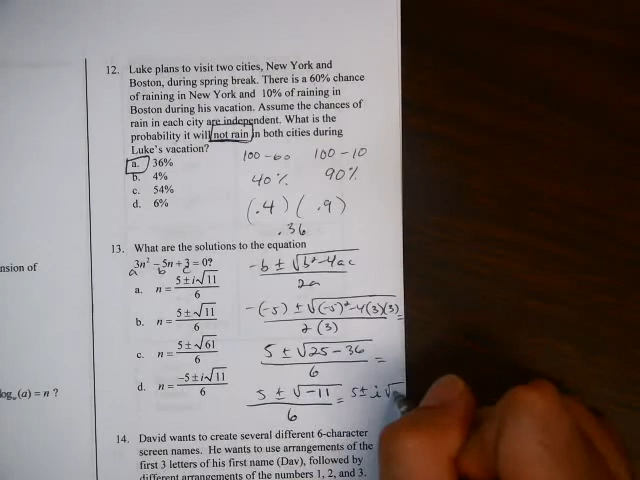 12. Luke plans to visit two cities, New York and
Boston, during spring break. There is a 60% chance
of raining in New York and 10% of raining in
Boston during his vacation. Assume the chances of
rain in each city are independent. What is the
probability it will not rain in both cities during
Luke's vacation?
a. 36%
b. 4%
c. 54%
d. 6%
100 - 60 100 - 10
40% 90%
(.4) (.9)
.36
13. What are the solutions to the equation
3n² - 5n + 3 = 0?
a b c
a. n = (5 ± i√11)/6
b. n = (5 ± √11)/6
c. n = (5 ± √61)/6
d. n = (-5 ± i√11)/6
(-b ± √(b² - 4ac))/2a
(-(-5) ± √((-5)² - 4(3)(3)))/2(3) =
(5 ± √(25 - 36))/6 =
(5 ± √-11)/6 = 5 ± i√
14. David wants to create several different 6-character
screen names. He wants to use arrangements of the
first 3 letters of his first name (Dav), followed by
different arrangements of the numbers 1, 2, and 3.
nsion of
(a) = n ?